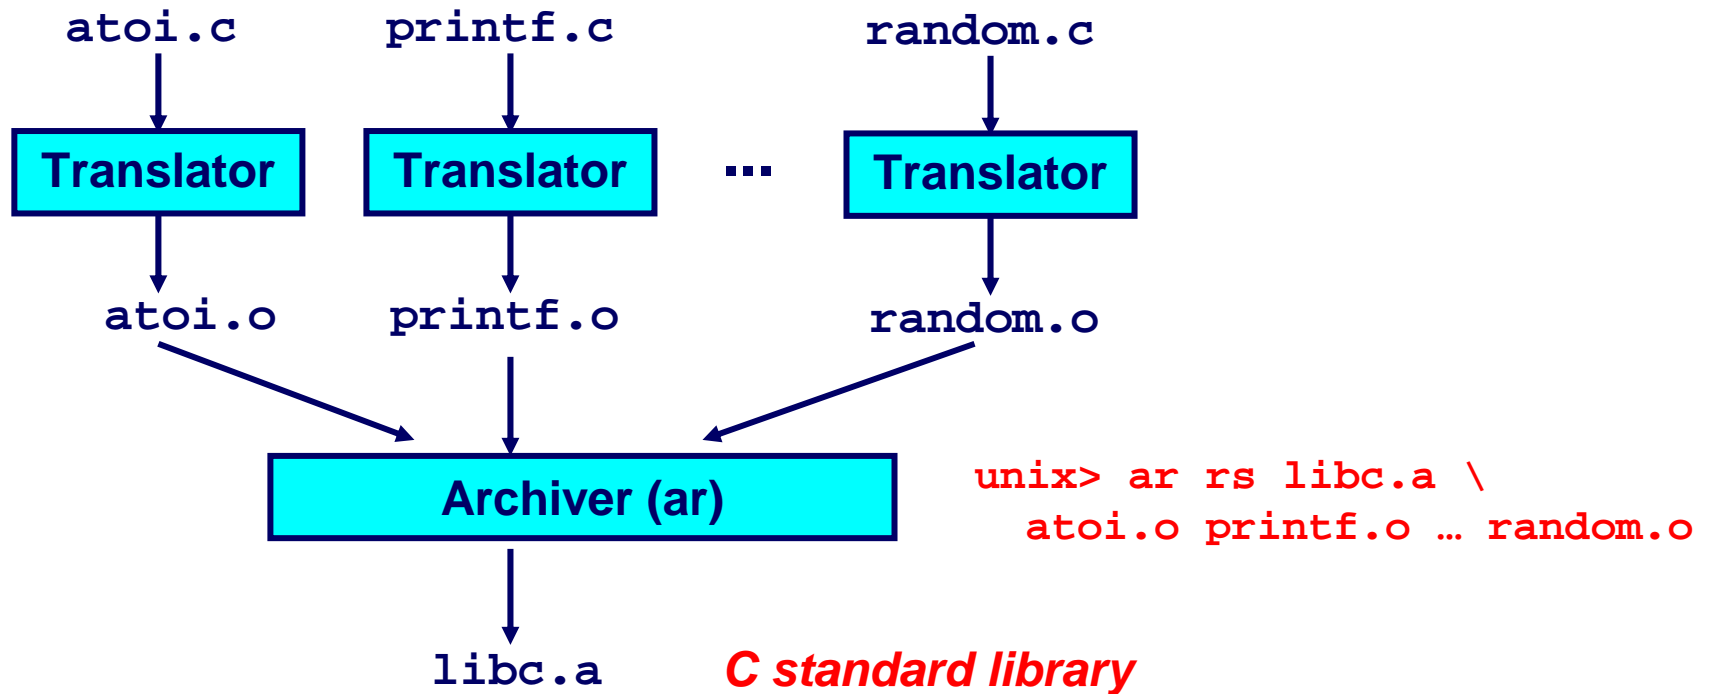 atoi.c printf.c random.c
Translator Translator ... Translator
atoi.o printf.o random.o
Archiver (ar)
unix> ar rs libc.a \
atoi.o printf.o … random.o
libc.a C standard library